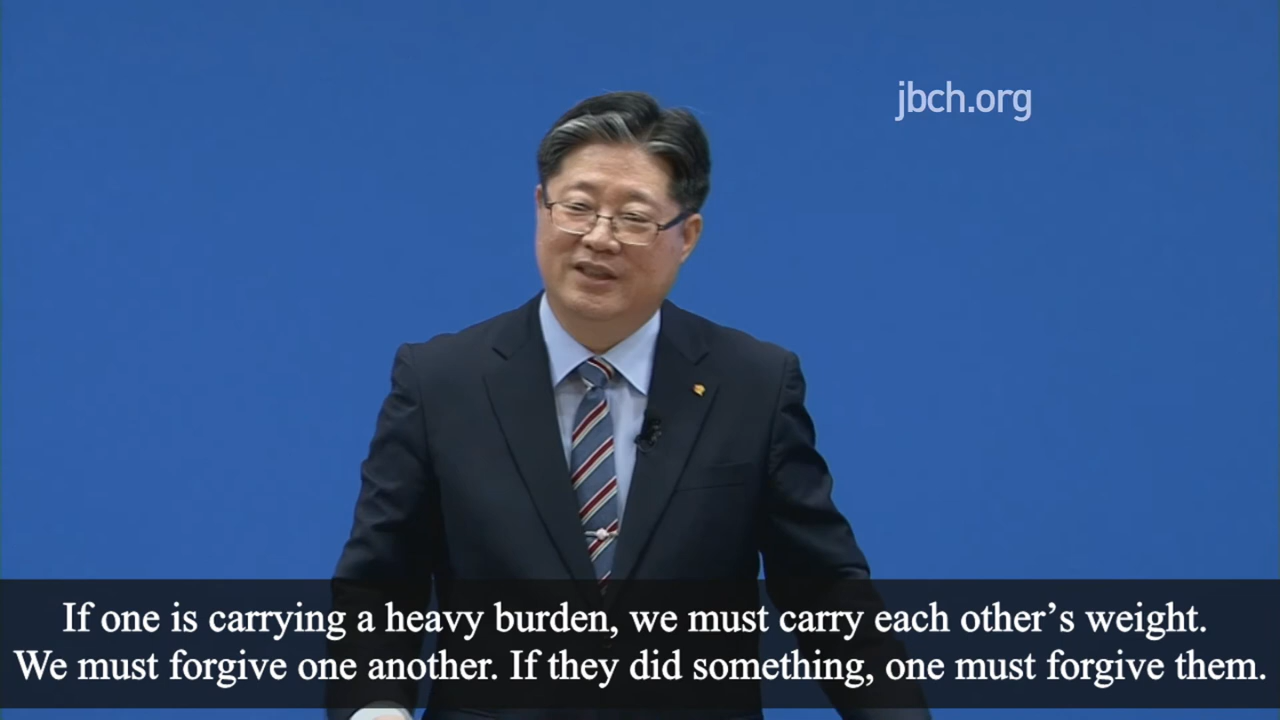 jbch.org
If one is carrying a heavy burden, we must carry each other’s weight.
We must forgive one another. If they did something, one must forgive them.